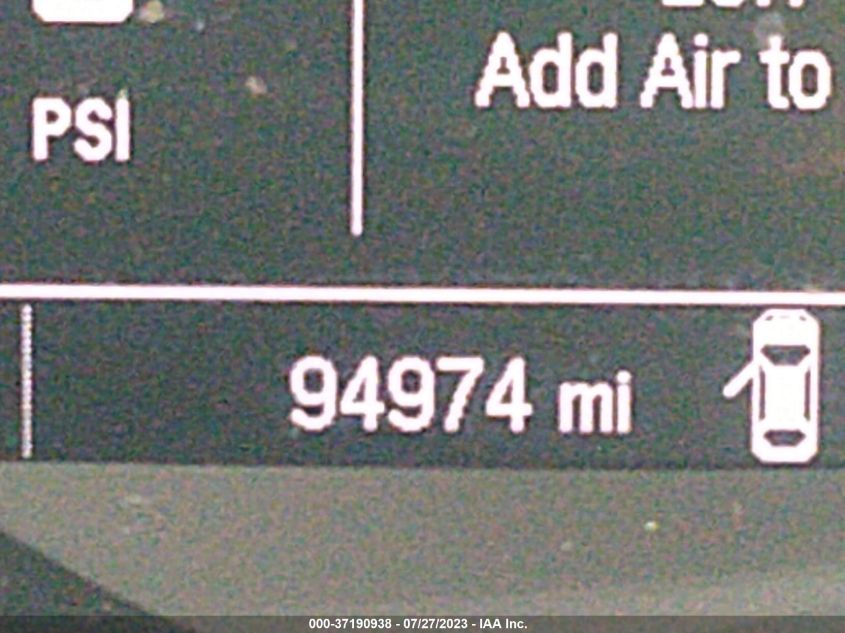 Add Air to
PSI
94974 mi
000-37190938 - 07/27/2023 - IAA Inc.